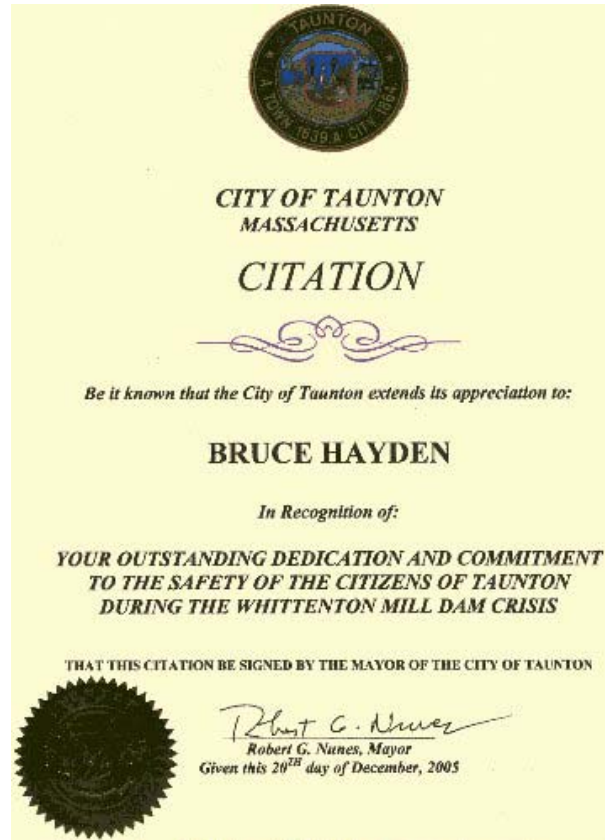 TAUNTON
A TOWN 1639 A CITY 1864
CITY OF TAUNTON
MASSACHUSETTS
CITATION
Be it known that the City of Taunton extends its appreciation to:
BRUCE HAYDEN
In Recognition of:
YOUR OUTSTANDING DEDICATION AND COMMITMENT
TO THE SAFETY OF THE CITIZENS OF TAUNTON
DURING THE WHITTENTON MILL DAM CRISIS
THAT THIS CITATION BE SIGNED BY THE MAYOR OF THE CITY OF TAUNTON
Robert G. Nunes
Robert G. Nunes, Mayor
Given this 20TH day of December, 2005